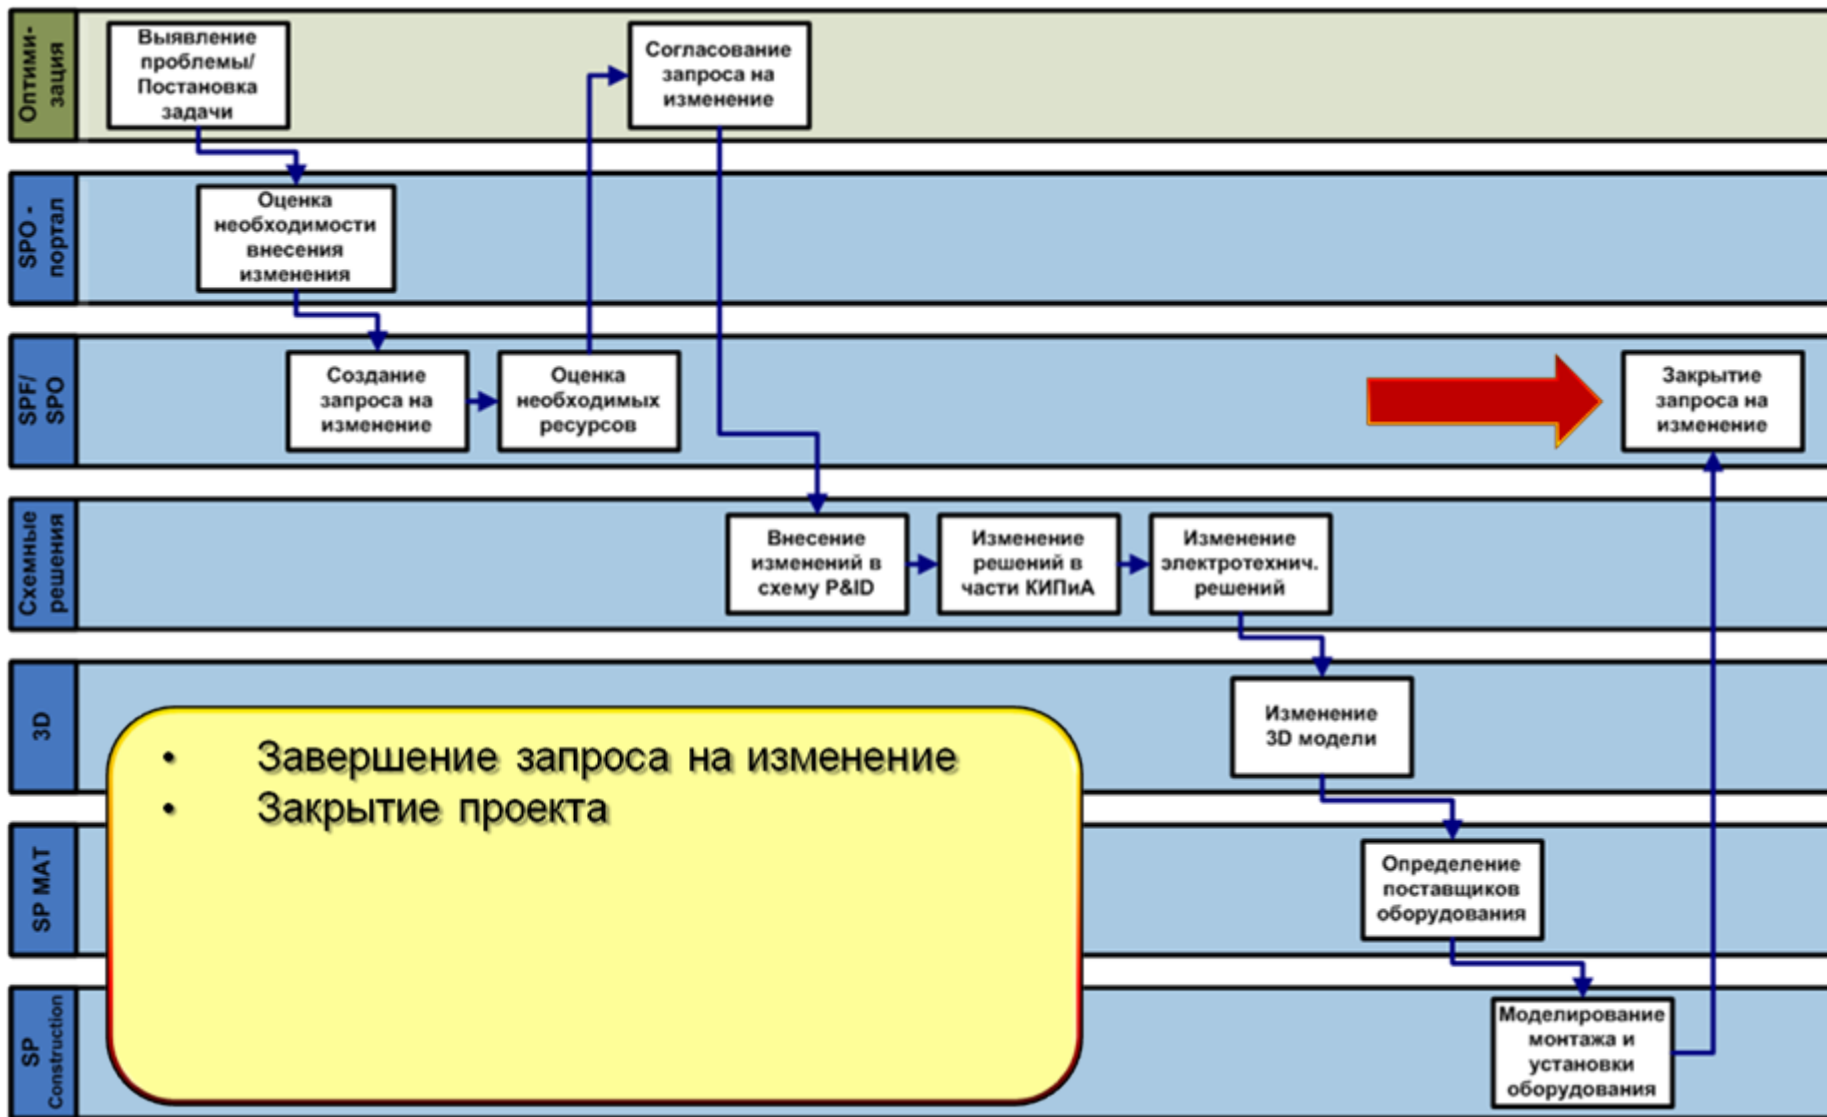 Оптими-
зация
Выявление
проблемы/
Постановка
задачи
Согласование
запроса на
изменение
SPO -
портал
Оценка
необходимости
внесения
изменения
SPF/
SPO
Создание
запроса на
изменение
Оценка
необходимых
ресурсов
Закрытие
запроса на
изменение
Схемные
решения
Внесение
изменений в
схему P&ID
Изменение
решений в
части КИПиА
Изменение
электротехнич.
решений
3D
Изменение
3D модели
• Завершение запроса на изменение
• Закрытие проекта
SP MAT
Определение
поставщиков
оборудования
SP
Construction
Моделирование
монтажа и
установки
оборудования